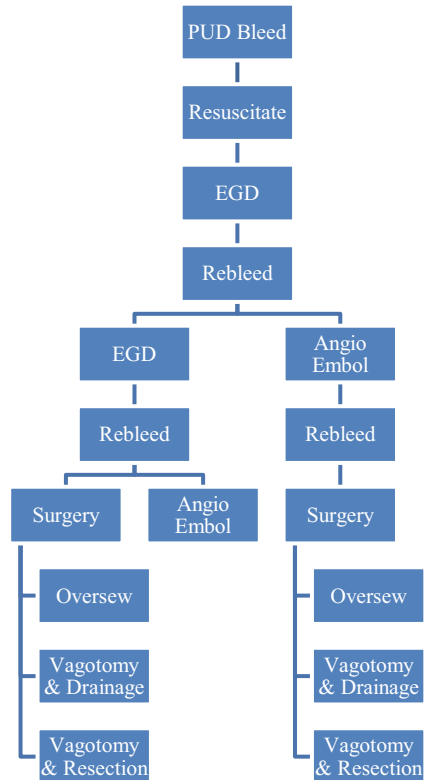 PUD Bleed
Resuscitate
EGD
Rebleed
EGD
Angio
Embol
Rebleed
Rebleed
Surgery
Angio
Embol
Surgery
Oversew
Oversew
Vagotomy
& Drainage
Vagotomy
& Drainage
Vagotomy
& Resection
Vagotomy
& Resection